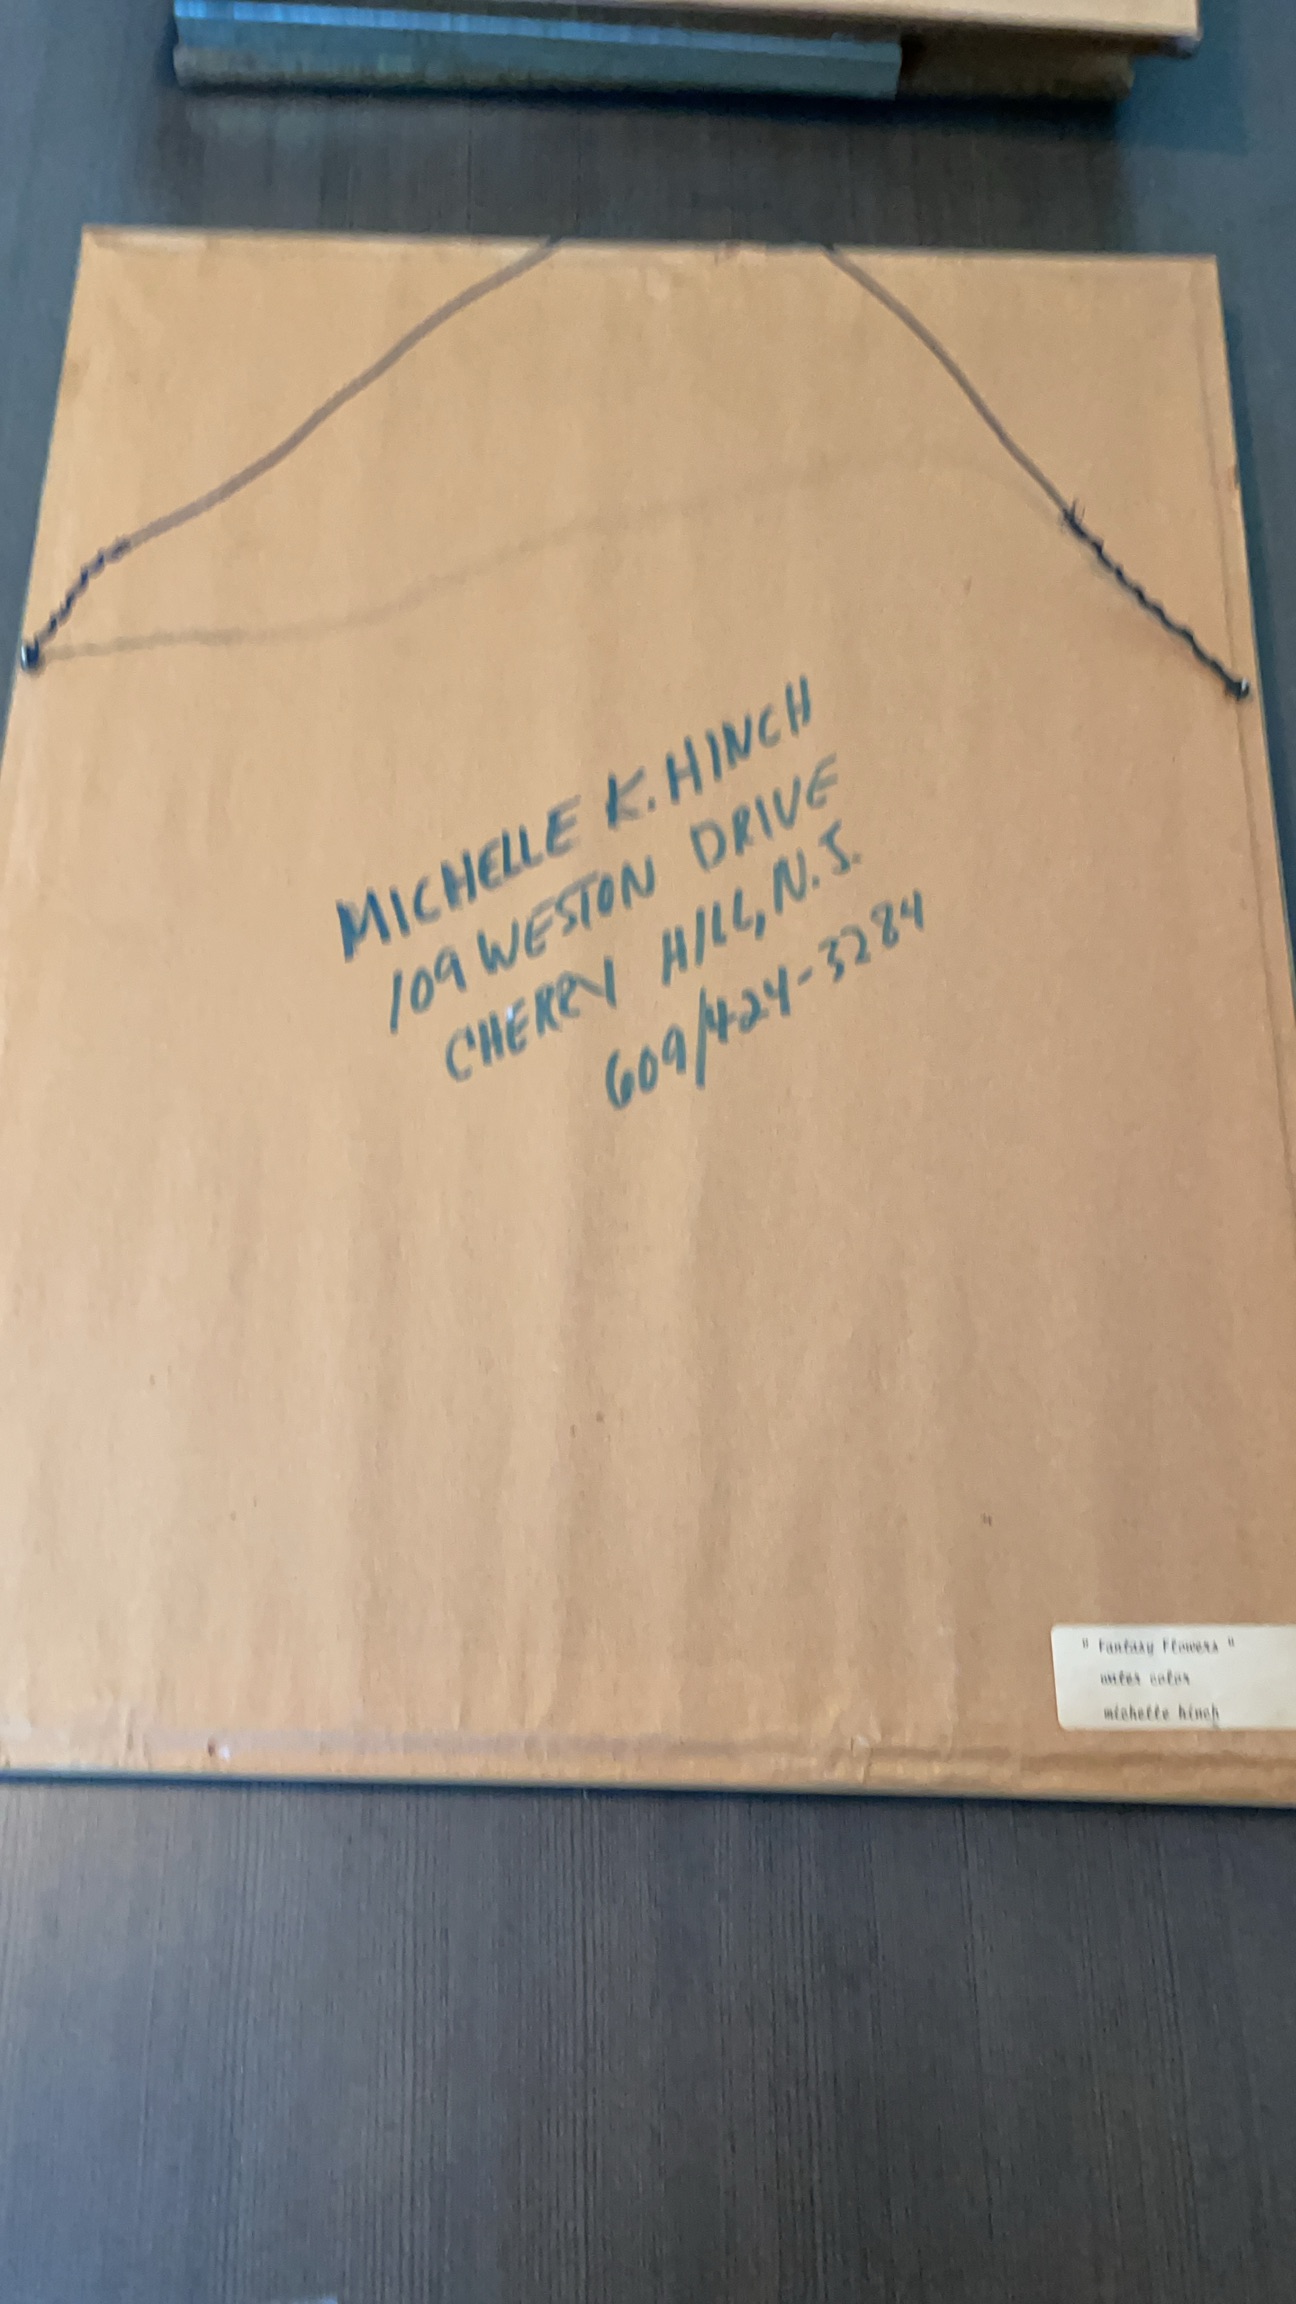 MICHELLE K. HINCH
109 WESTON DRIVE
CHERRY HILL, N.J.
609/424-3284
" Fantasy Flowers "
water color
michelle hinch